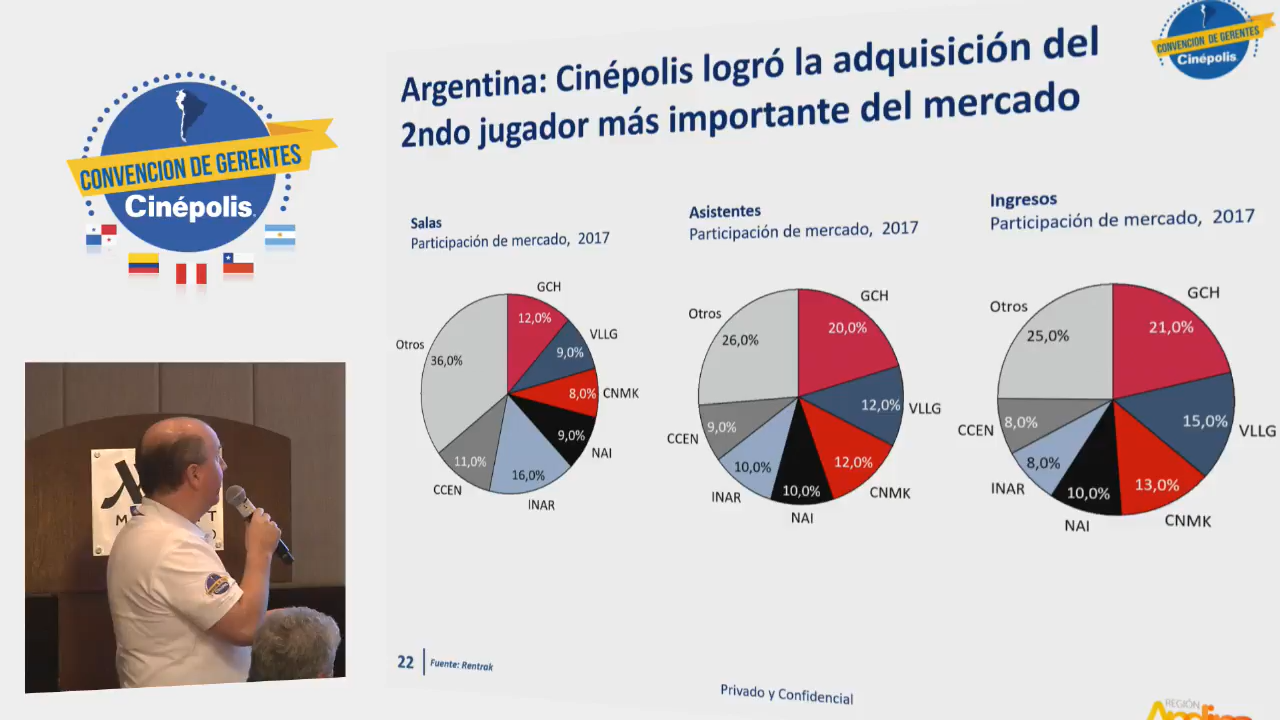 CONVENCION DE GERENTES
Cinépolis
Argentina: Cinépolis logró la adquisición del
2ndo jugador más importante del mercado
CONVENCION DE GERENTES
Cinépolis
Salas
Participación de mercado, 2017
GCH
12,0%
VLLG
9,0%
8,0%
CNMK
9,0%
NAI
16,0%
INAR
11,0%
CCEN
Otros
36,0%
Asistentes
Participación de mercado, 2017
GCH
20,0%
12,0%
VLLG
12,0%
CNMK
10,0%
NAI
10,0%
INAR
9,0%
CCEN
Otros
26,0%
Ingresos
Participación de mercado, 2017
GCH
21,0%
15,0%
VLLG
13,0%
CNMK
10,0%
NAI
8,0%
INAR
CCEN
8,0%
Otros
25,0%
22
Fuente: Rentrak
Privado y Confidencial
REGIÓN